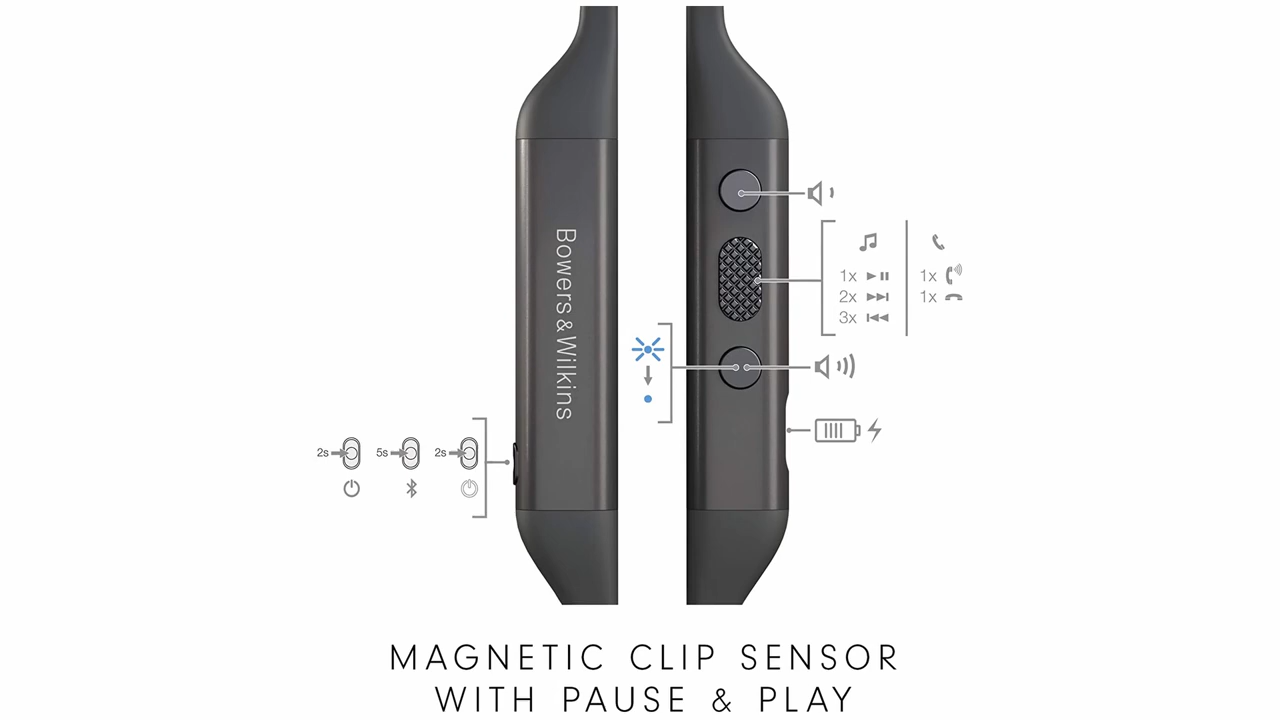 Bowers & Wilkins
1x
2x
3x
1x
1x
2s
5s
2s
MAGNETIC CLIP SENSOR
WITH PAUSE & PLAY